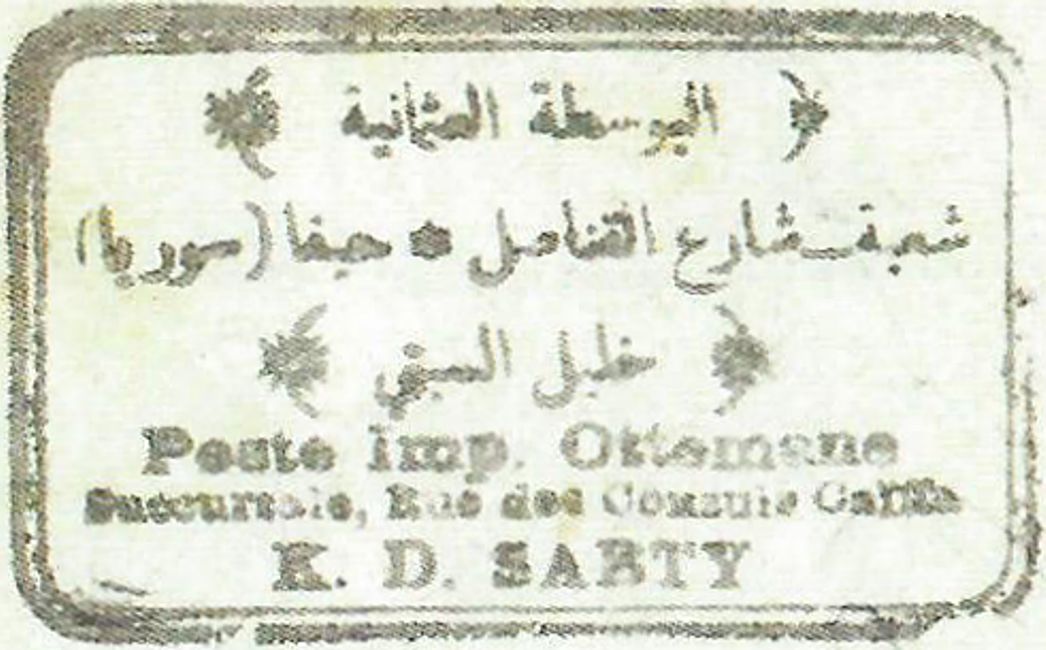 البوسطة العثمانية
شعبة شارع القناصل * حيفا (سوريا)
خليل السبتي
Poste Imp. Ottomane
Succursale, Rue des Consuls Caiffa
K. D. SABTY